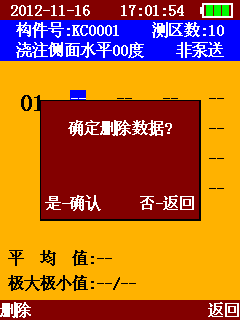 2012-11-16 17:01:54
构件号:KC0001 测区数:10
浇注侧面水平00度 非泵送
01 -- -- -- --
确定删除数据?
--
--
是-确认 否-返回
--
平 均 值:--
极大极小值:--/--
删除 返回